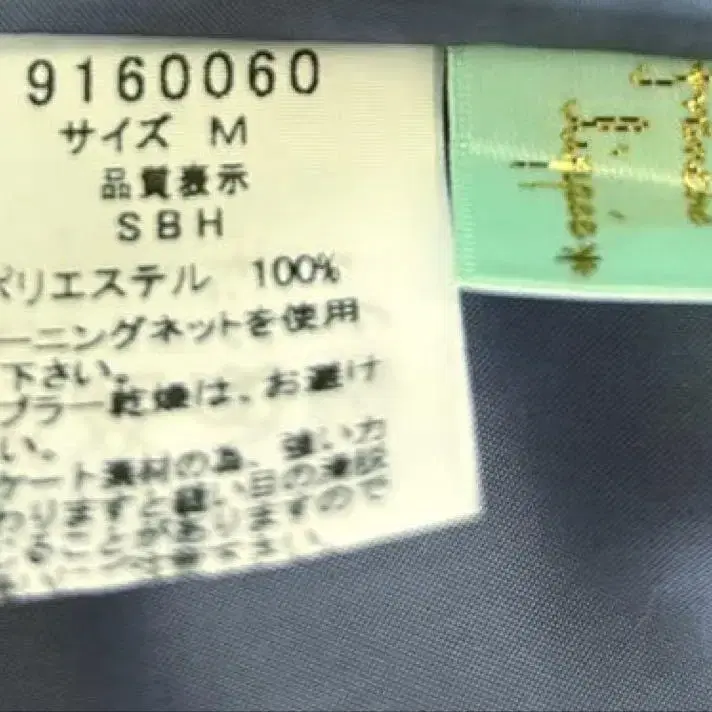 9160060
サイズ M
品質表示
SBH
ポリエステル 100%
ーニングネットを使用
下さい。
ブラー乾燥は、お避け
い。
ケート素材の為、強い力
わりますと縫い目の滑脱
ることがありますので